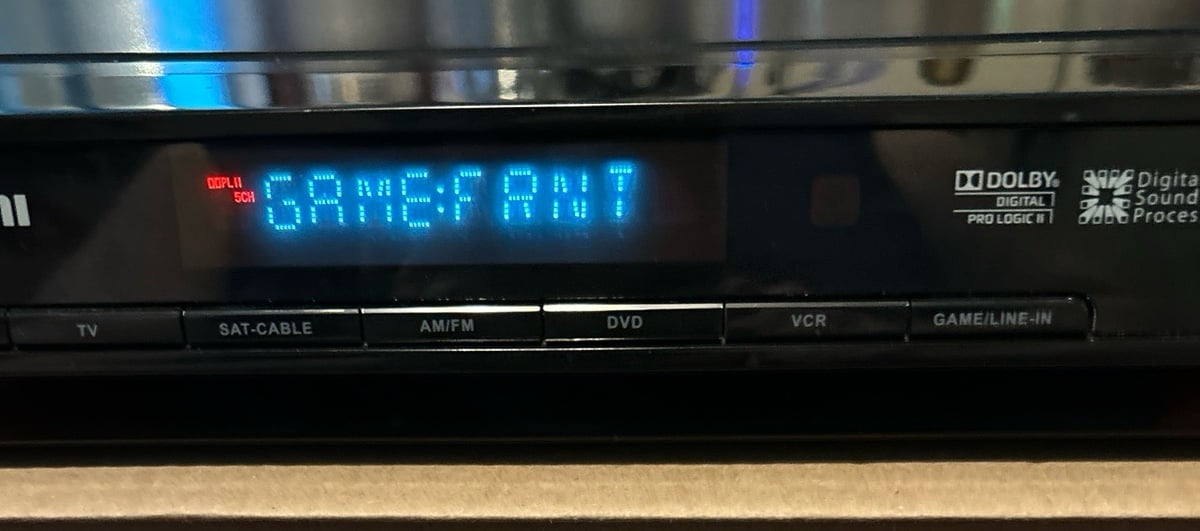 DDPLII
5CH
GAME:FRNT
DOLBY
DIGITAL
PRO LOGIC II
Digita
Sound
Proces
TV
SAT-CABLE
AM/FM
DVD
VCR
GAME/LINE-IN